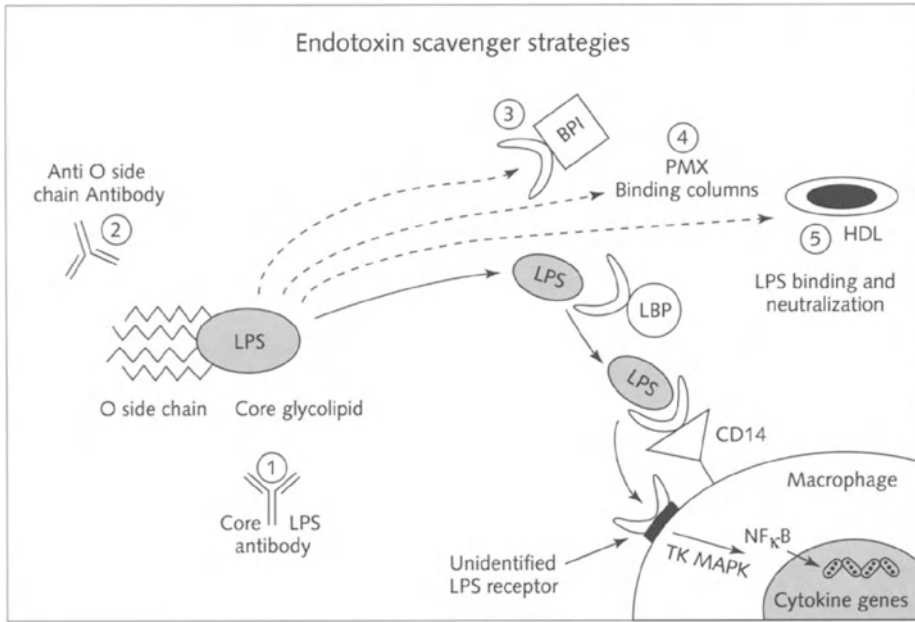 Endotoxin scavenger strategies
3
BPI
4
PMX
Binding columns
Anti O side
chain Antibody
2
5 HDL
LPS binding and
neutralization
LPS
LBP
LPS
O side chain Core glycolipid
LPS
CD14
1
Core LPS
antibody
Macrophage
Unidentified
LPS receptor
TK MAPK
NFκB
Cytokine genes